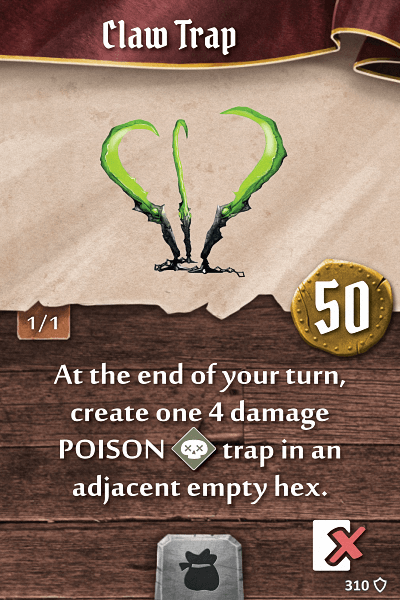 Claw Trap
1/1
50
At the end of your turn,
create one 4 damage
POISON trap in an
adjacent empty hex.
310